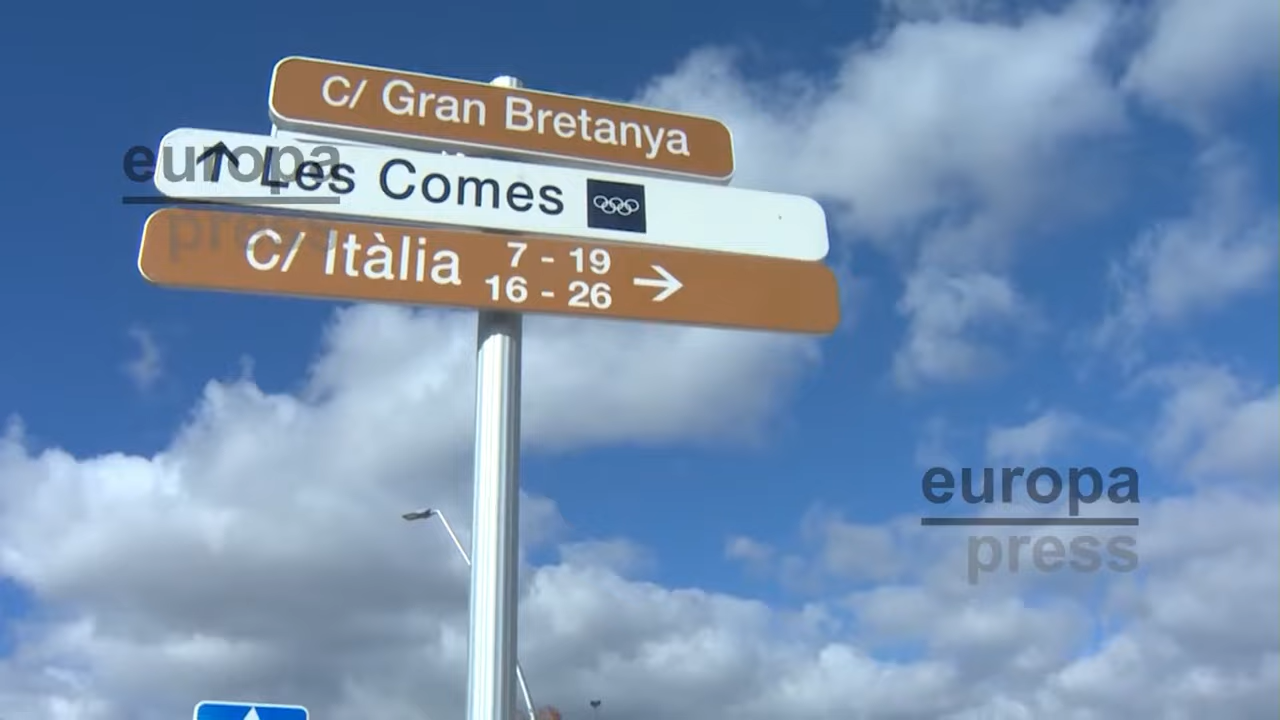 C/ Gran Bretanya
Les Comes
C/ Itàlia 7 - 19
16 - 26
europa
press
europa
press